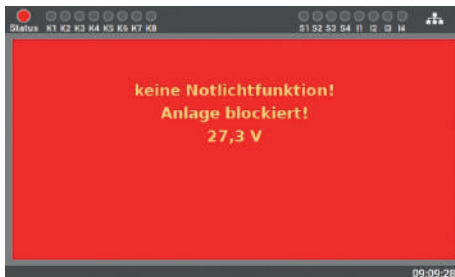 Status K1 K2 K3 K4 K5 K6 K7 K8 S1 S2 S3 S4 I1 I2 I3 I4
keine Notlichtfunktion!
Anlage blockiert!
27,3 V
09:09:28